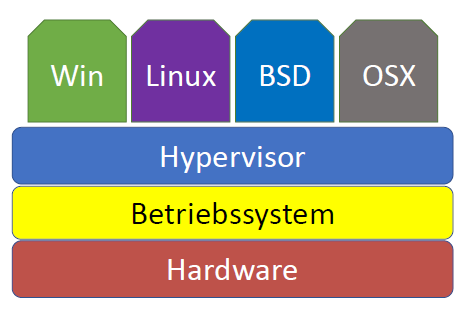 Win Linux BSD OSX
Hypervisor
Betriebssystem
Hardware